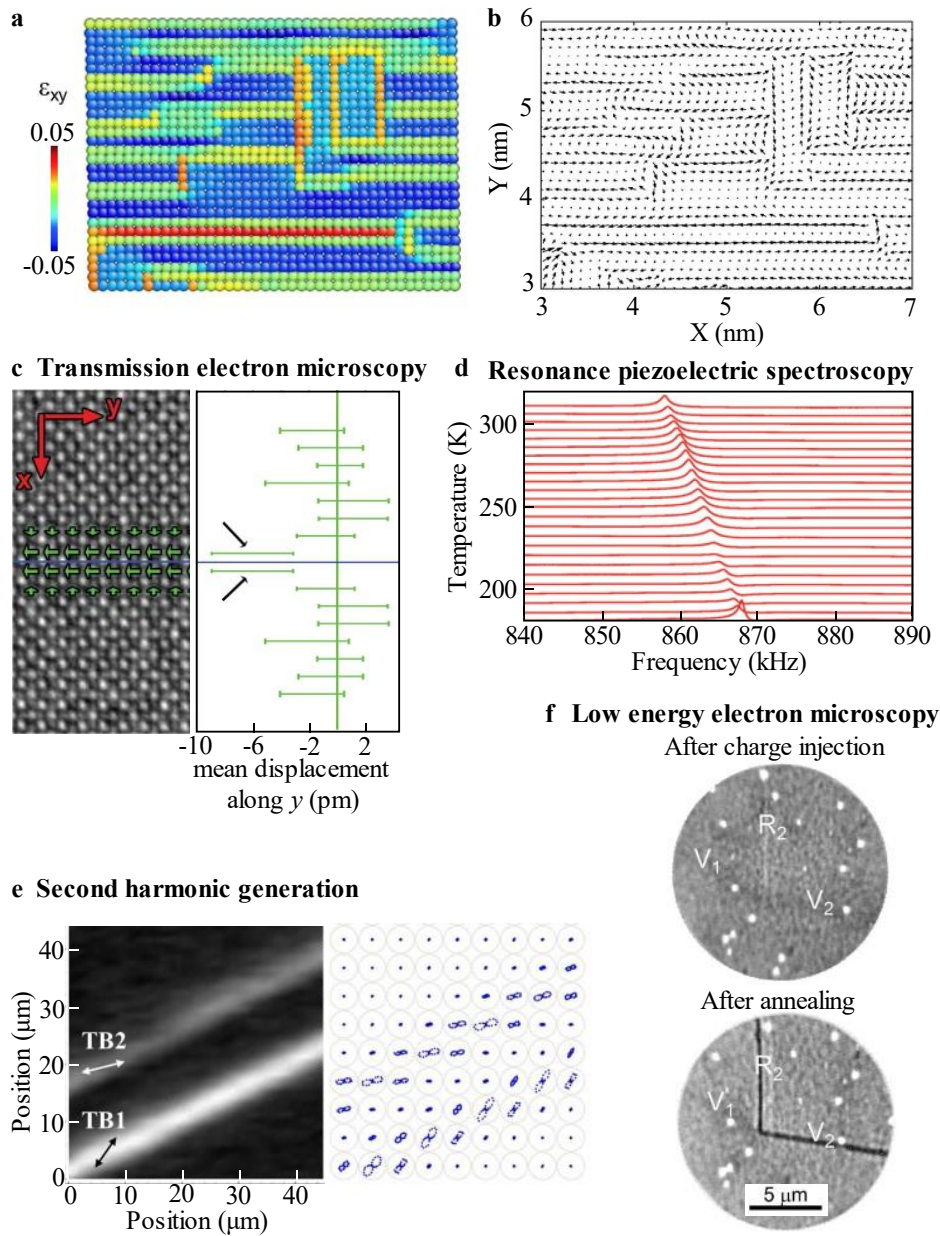 a
εxy
0.05
-0.05
b
6
5
4
3
Y (nm)
3 4 5 6 7
X (nm)
c Transmission electron microscopy
y
x
-10 -6 -2 2
mean displacement
along y (pm)
d Resonance piezoelectric spectroscopy
300
250
200
Temperature (K)
840 850 860 870 880 890
Frequency (kHz)
e Second harmonic generation
40
30
20
10
0
Position (μm)
TB2
TB1
0 10 20 30 40
Position (μm)
f Low energy electron microscopy
After charge injection
R2
V1
V2
After annealing
R2
V1
V2
5 μm